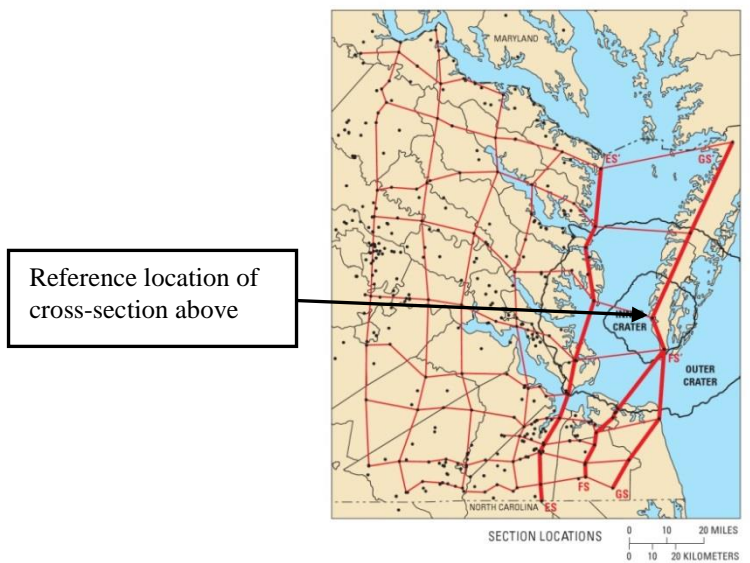 MARYLAND
ES'
GS'
Reference location of
cross-section above
CRATER
FS'
OUTER
CRATER
FS
GS
NORTH CAROLINA
ES
SECTION LOCATIONS
0 10 20 MILES
0 10 20 KILOMETERS